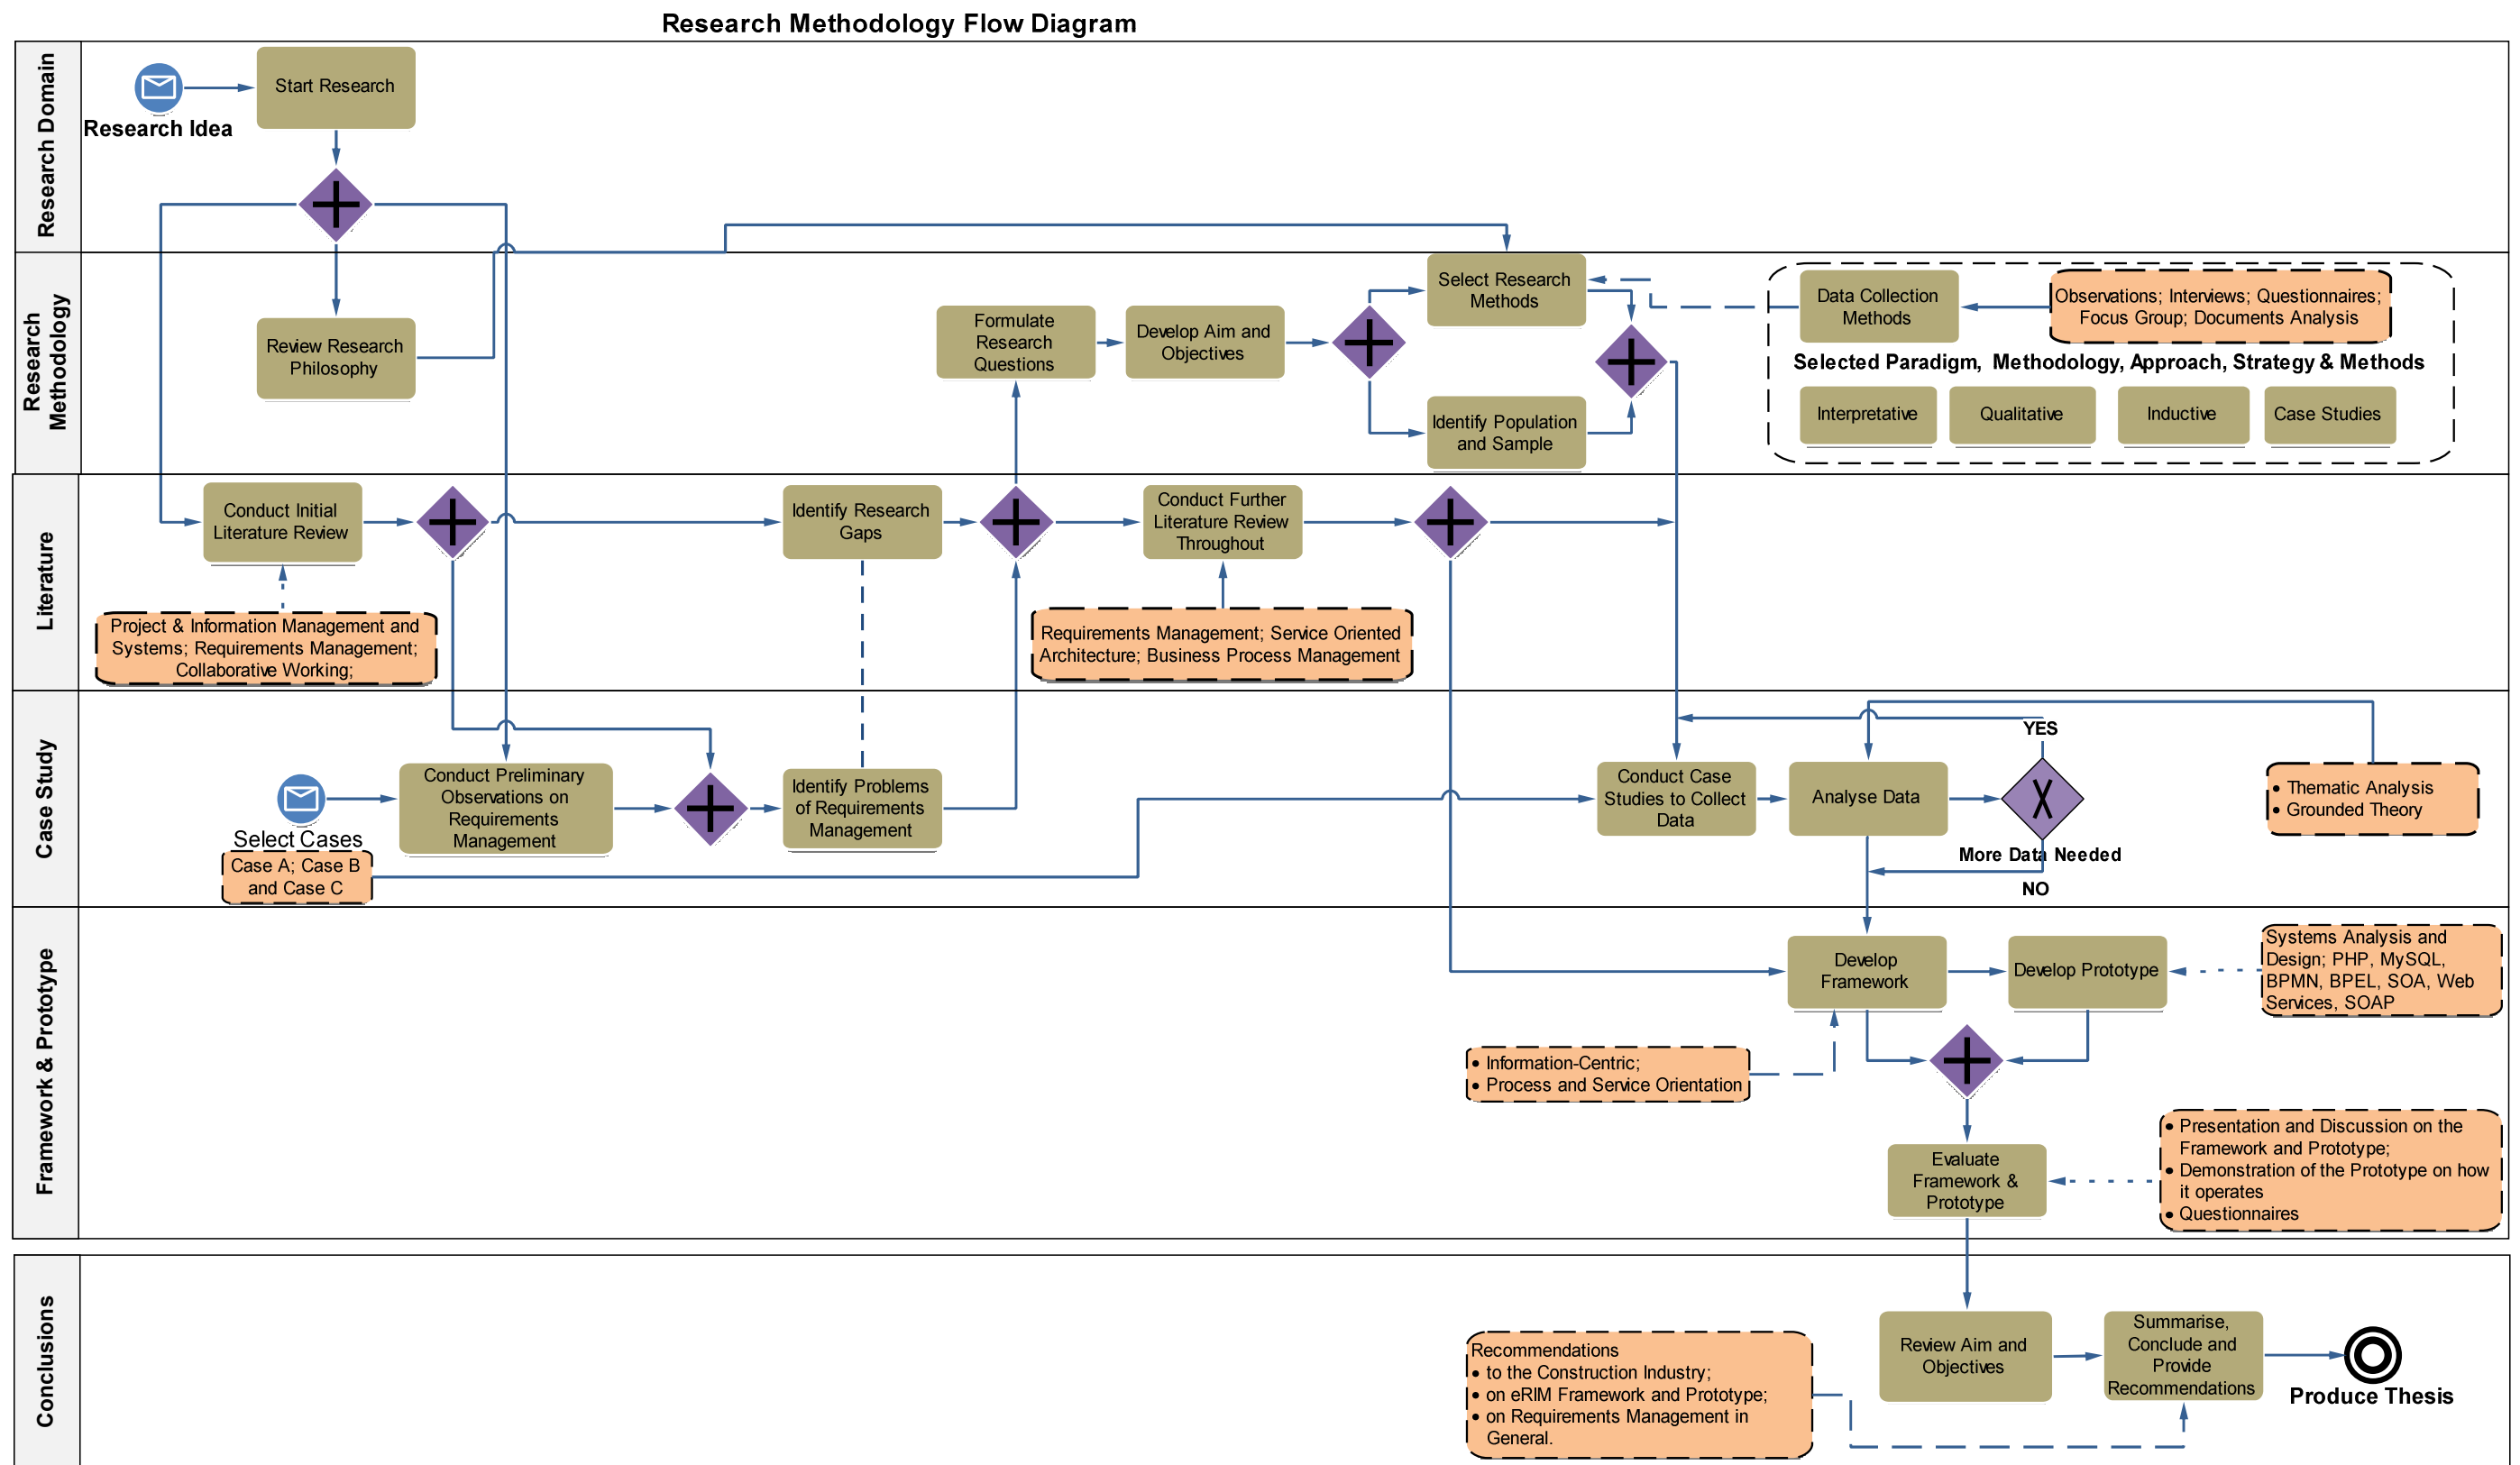 Research Methodology Flow Diagram
Research Domain
Start Research
Research Idea
Research
Methodology
Review Research
Philosophy
Formulate
Research
Questions
Develop Aim and
Objectives
Select Research
Methods
Identify Population
and Sample
Data Collection
Methods
Observations; Interviews; Questionnaires;
Focus Group; Documents Analysis
Selected Paradigm, Methodology, Approach, Strategy & Methods
Interpretative
Qualitative
Inductive
Case Studies
Literature
Conduct Initial
Literature Review
Identify Research
Gaps
Conduct Further
Literature Review
Throughout
Project & Information Management and
Systems; Requirements Management;
Collaborative Working;
Requirements Management; Service Oriented
Architecture; Business Process Management
Case Study
Select Cases
Case A; Case B
and Case C
Conduct Preliminary
Observations on
Requirements
Management
Identify Problems
of Requirements
Management
Conduct Case
Studies to Collect
Data
Analyse Data
YES
More Data Needed
NO
• Thematic Analysis
• Grounded Theory
Framework & Prototype
Develop
Framework
Develop Prototype
Systems Analysis and
Design; PHP, MySQL,
BPMN, BPEL, SOA, Web
Services, SOAP
• Information-Centric;
• Process and Service Orientation
Evaluate
Framework &
Prototype
• Presentation and Discussion on the
Framework and Prototype;
• Demonstration of the Prototype on how
it operates
• Questionnaires
Conclusions
Recommendations
• to the Construction Industry;
• on eRIM Framework and Prototype;
• on Requirements Management in
General.
Review Aim and
Objectives
Summarise,
Conclude and
Provide
Recommendations
Produce Thesis